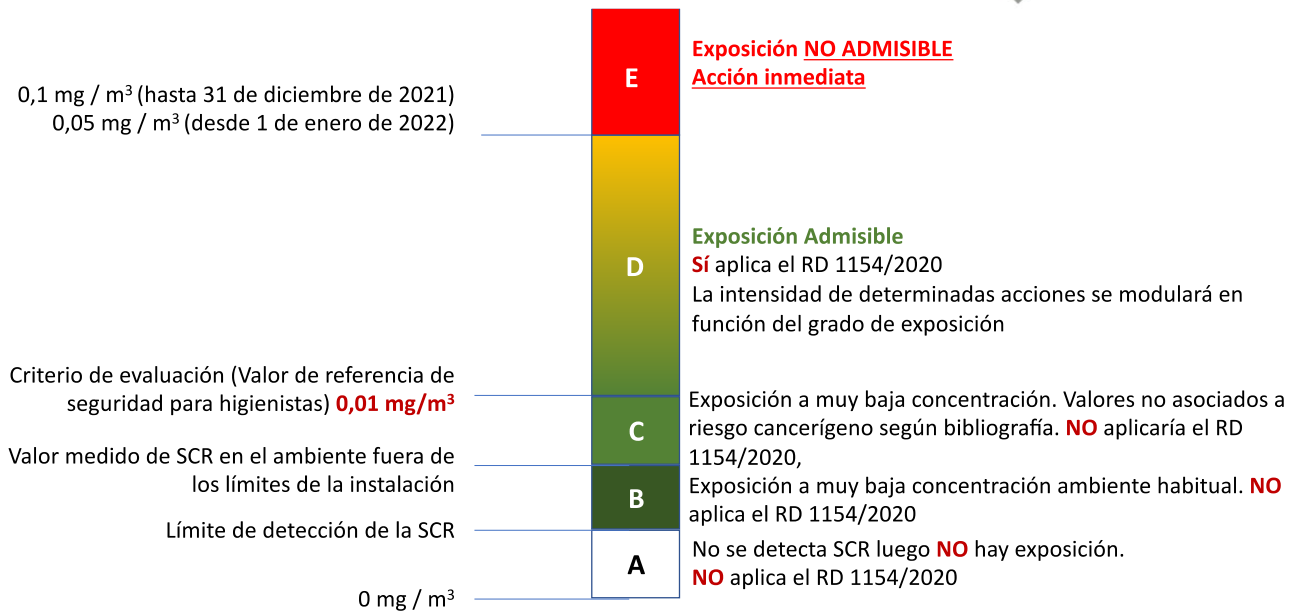 E
Exposición NO ADMISIBLE
Acción inmediata
0,1 mg / m³ (hasta 31 de diciembre de 2021)
0,05 mg / m³ (desde 1 de enero de 2022)
D
Exposición Admisible
Sí aplica el RD 1154/2020
La intensidad de determinadas acciones se modulará en
función del grado de exposición
Criterio de evaluación (Valor de referencia de
seguridad para higienistas) 0,01 mg/m³
C
Exposición a muy baja concentración. Valores no asociados a
riesgo cancerígeno según bibliografía. NO aplicaría el RD
1154/2020,
Valor medido de SCR en el ambiente fuera de
los límites de la instalación
B
Exposición a muy baja concentración ambiente habitual. NO
aplica el RD 1154/2020
Límite de detección de la SCR
A
No se detecta SCR luego NO hay exposición.
NO aplica el RD 1154/2020
0 mg / m³